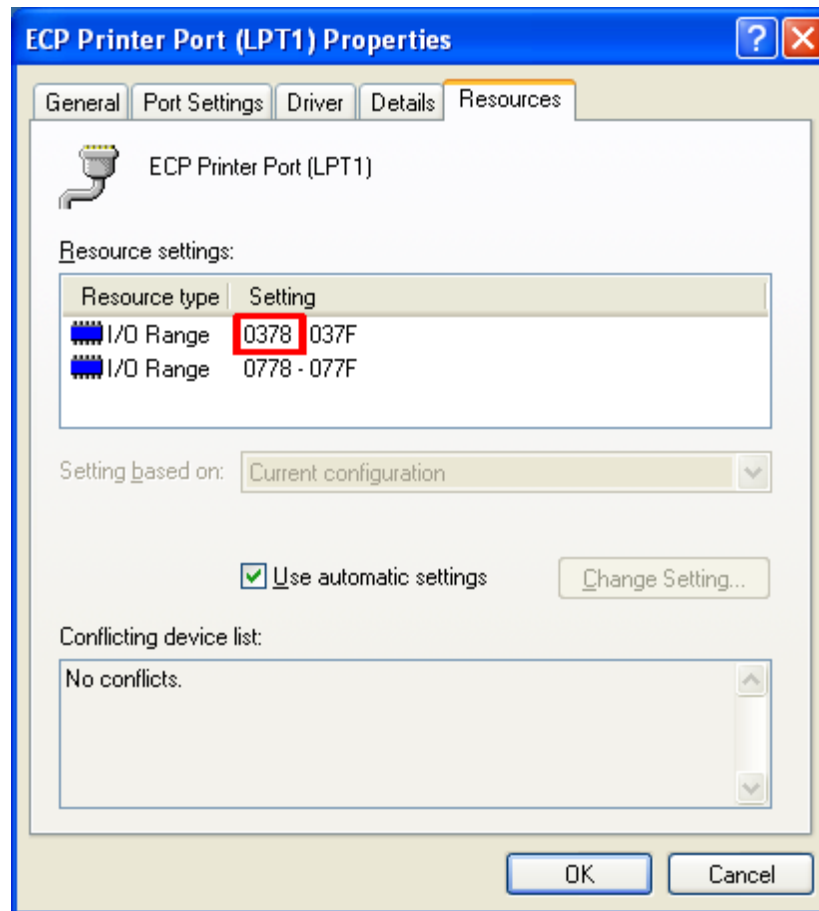 ECP Printer Port (LPT1) Properties
General Port Settings Driver Details Resources
ECP Printer Port (LPT1)
Resource settings:
Resource type Setting
I/O Range 0378 037F
I/O Range 0778 - 077F
Setting based on: Current configuration
Use automatic settings Change Setting...
Conflicting device list:
No conflicts.
OK Cancel